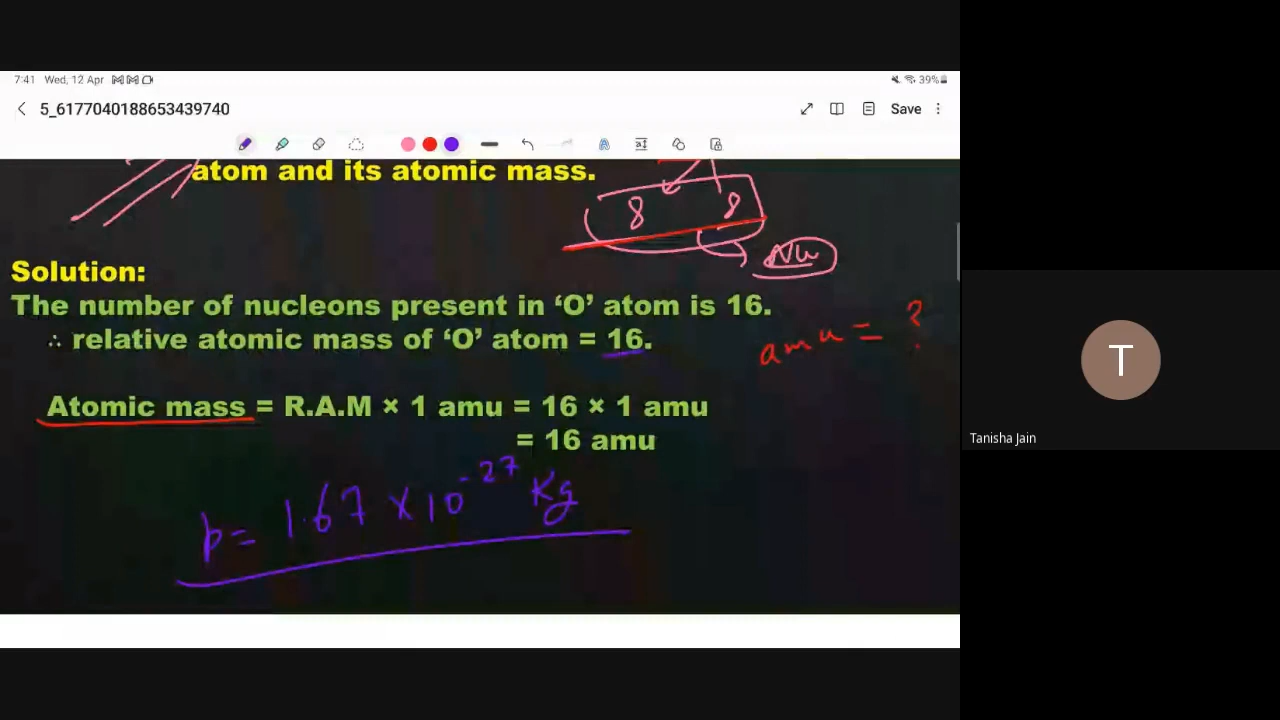 7:41 Wed, 12 Apr
39%
5_6177040188653439740
Save
atom and its atomic mass.
8 8
Nu
Solution:
The number of nucleons present in ‘O’ atom is 16.
∴ relative atomic mass of ‘O’ atom = 16.
amu = ?
Atomic mass = R.A.M × 1 amu = 16 × 1 amu
= 16 amu
p = 1.67 × 10⁻²⁷ Kg
T
Tanisha Jain